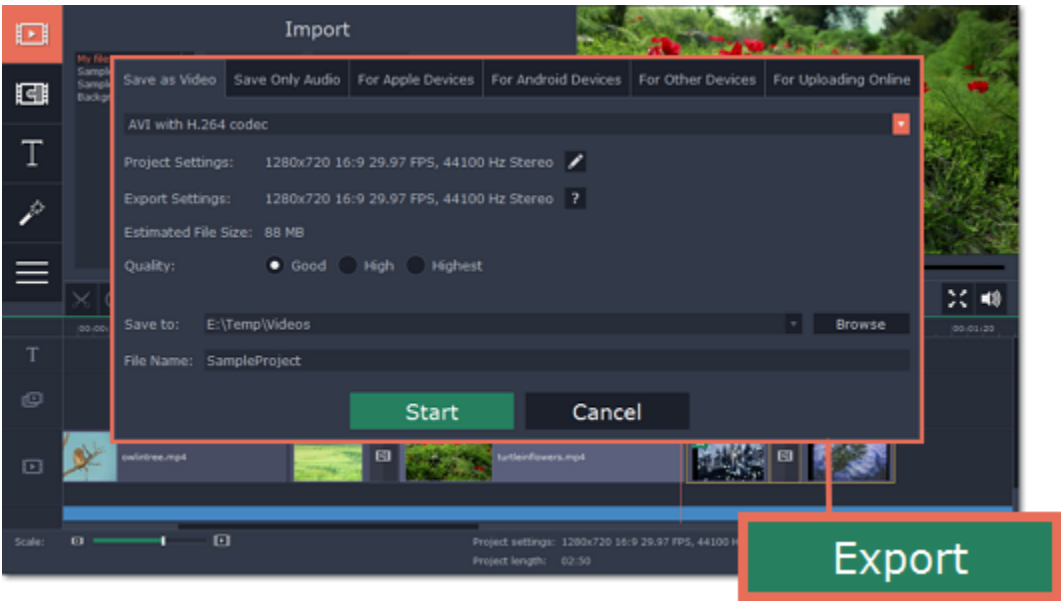 Import
My files
Save as Video Save Only Audio For Apple Devices For Android Devices For Other Devices For Uploading Online
AVI with H.264 codec
Project Settings: 1280x720 16:9 29.97 FPS, 44100 Hz Stereo
Export Settings: 1280x720 16:9 29.97 FPS, 44100 Hz Stereo ?
Estimated File Size: 88 MB
Quality: Good High Highest
Save to: E:\Temp\Videos Browse
00:01:20
File Name: SampleProject
T
T
Start Cancel
owlintree.mp4 turtleinflowers.mp4
Scale:
Project settings: 1280x720 16:9 29.97 FPS, 44100 H
Project length: 02:50
Export